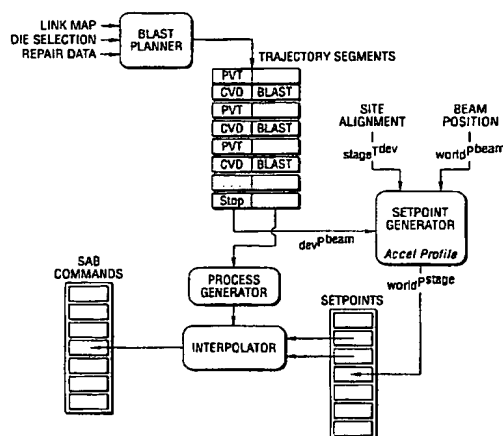 LINK MAP
DIE SELECTION
REPAIR DATA
BLAST
PLANNER
TRAJECTORY SEGMENTS
PVT
CVD BLAST
PVT
CVD BLAST
PVT
CVD BLAST
....
Stop
SITE
ALIGNMENT
BEAM
POSITION
stageTdev
worldPbeam
SETPOINT
GENERATOR
Accel Profile
devPbeam
worldPstage
SAB
COMMANDS
PROCESS
GENERATOR
SETPOINTS
INTERPOLATOR